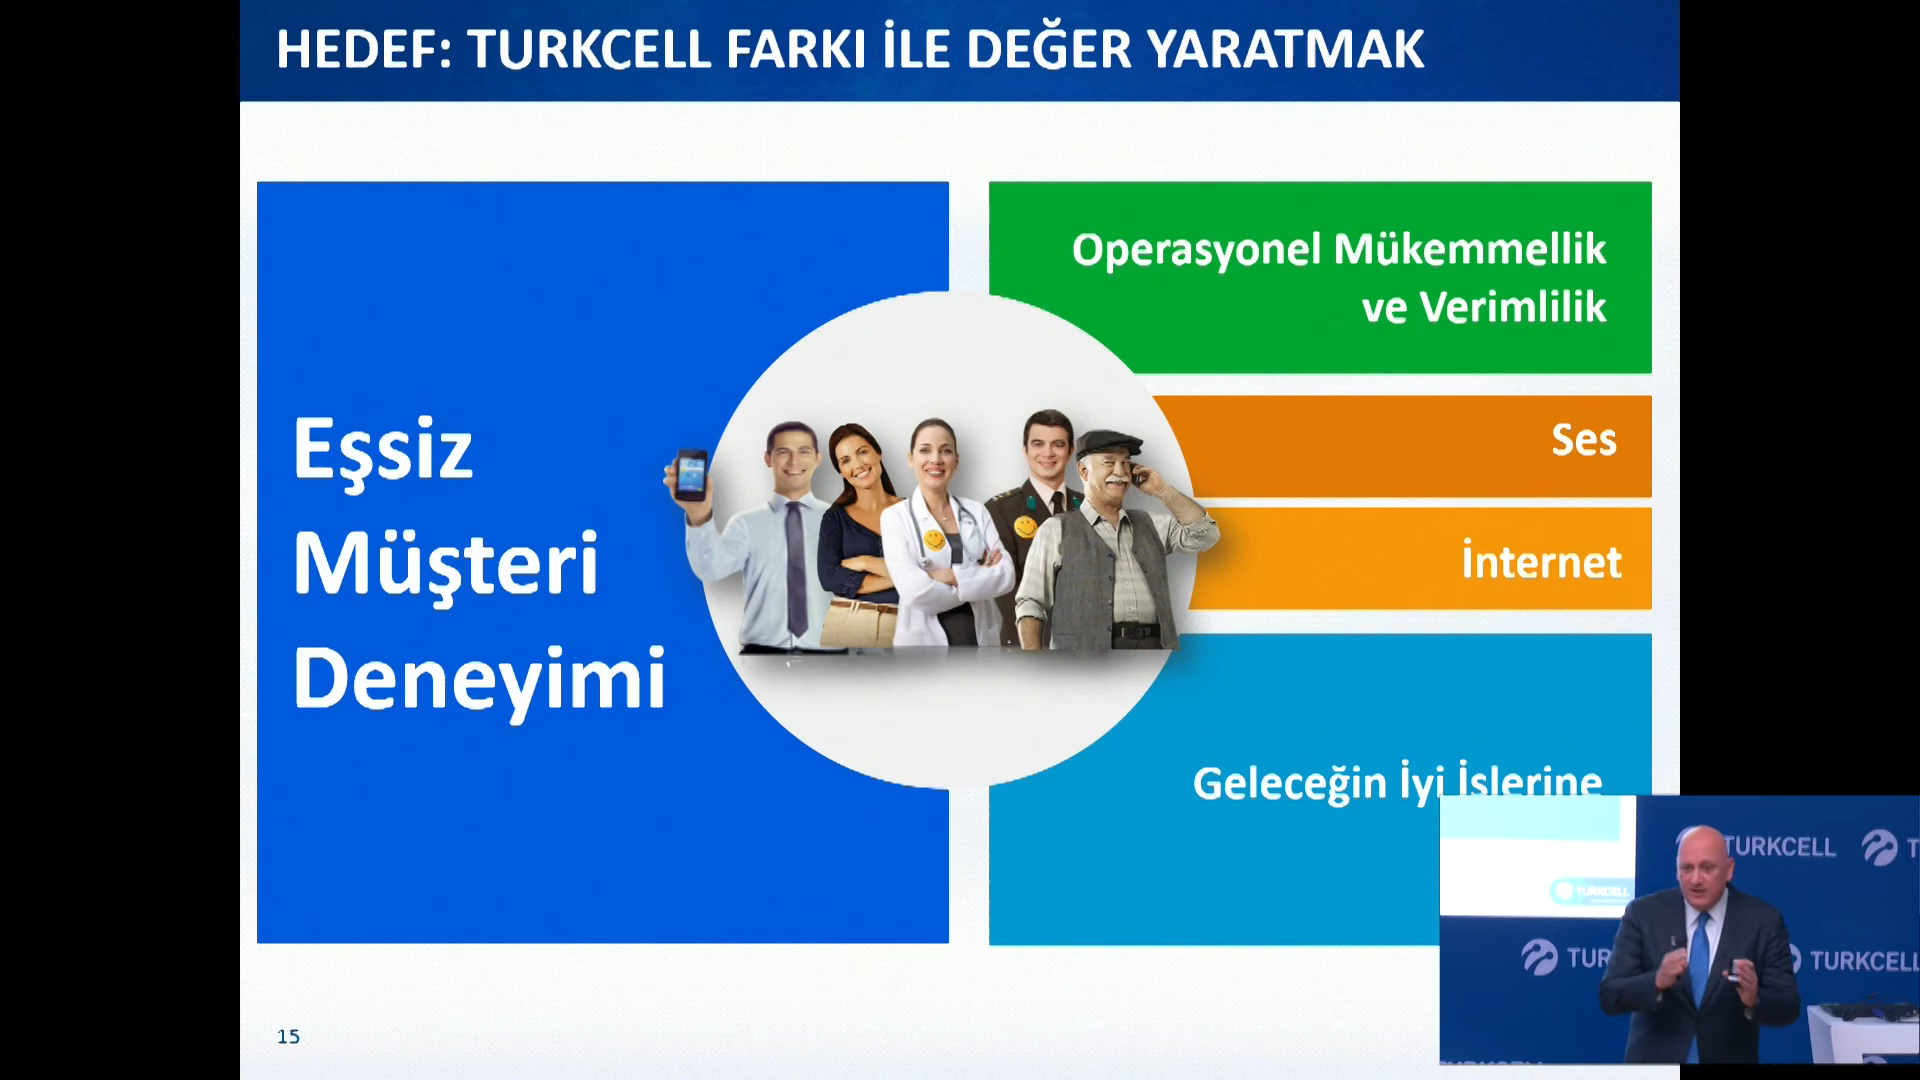 HEDEF: TURKCELL FARKI İLE DEĞER YARATMAK
Eşsiz
Müşteri
Deneyimi
Operasyonel Mükemmellik
ve Verimlilik
Ses
İnternet
Geleceğin İyi İşlerine
15
TURKCELL
TURKCELL
TURKCELL